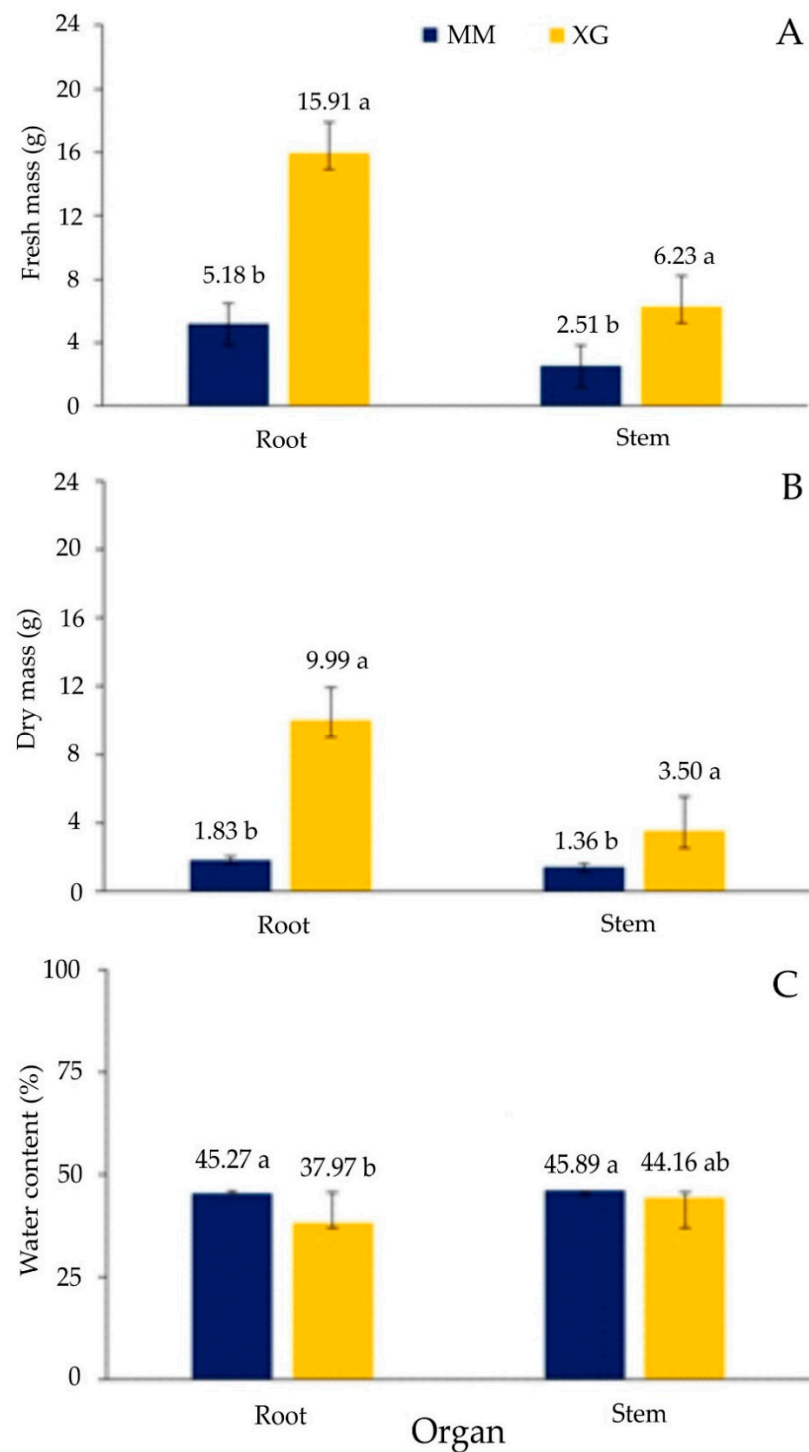 24
MM XG
A
20
15.91 a
16
Fresh mass (g)
12
5.18 b
6.23 a
8
2.51 b
4
0
Root Stem
24
B
20
16
Dry mass (g)
12
9.99 a
8
3.50 a
4
1.83 b
1.36 b
0
Root Stem
100
C
75
Water content (%)
50
45.27 a 37.97 b 45.89 a 44.16 ab
25
0
Root Stem
Organ